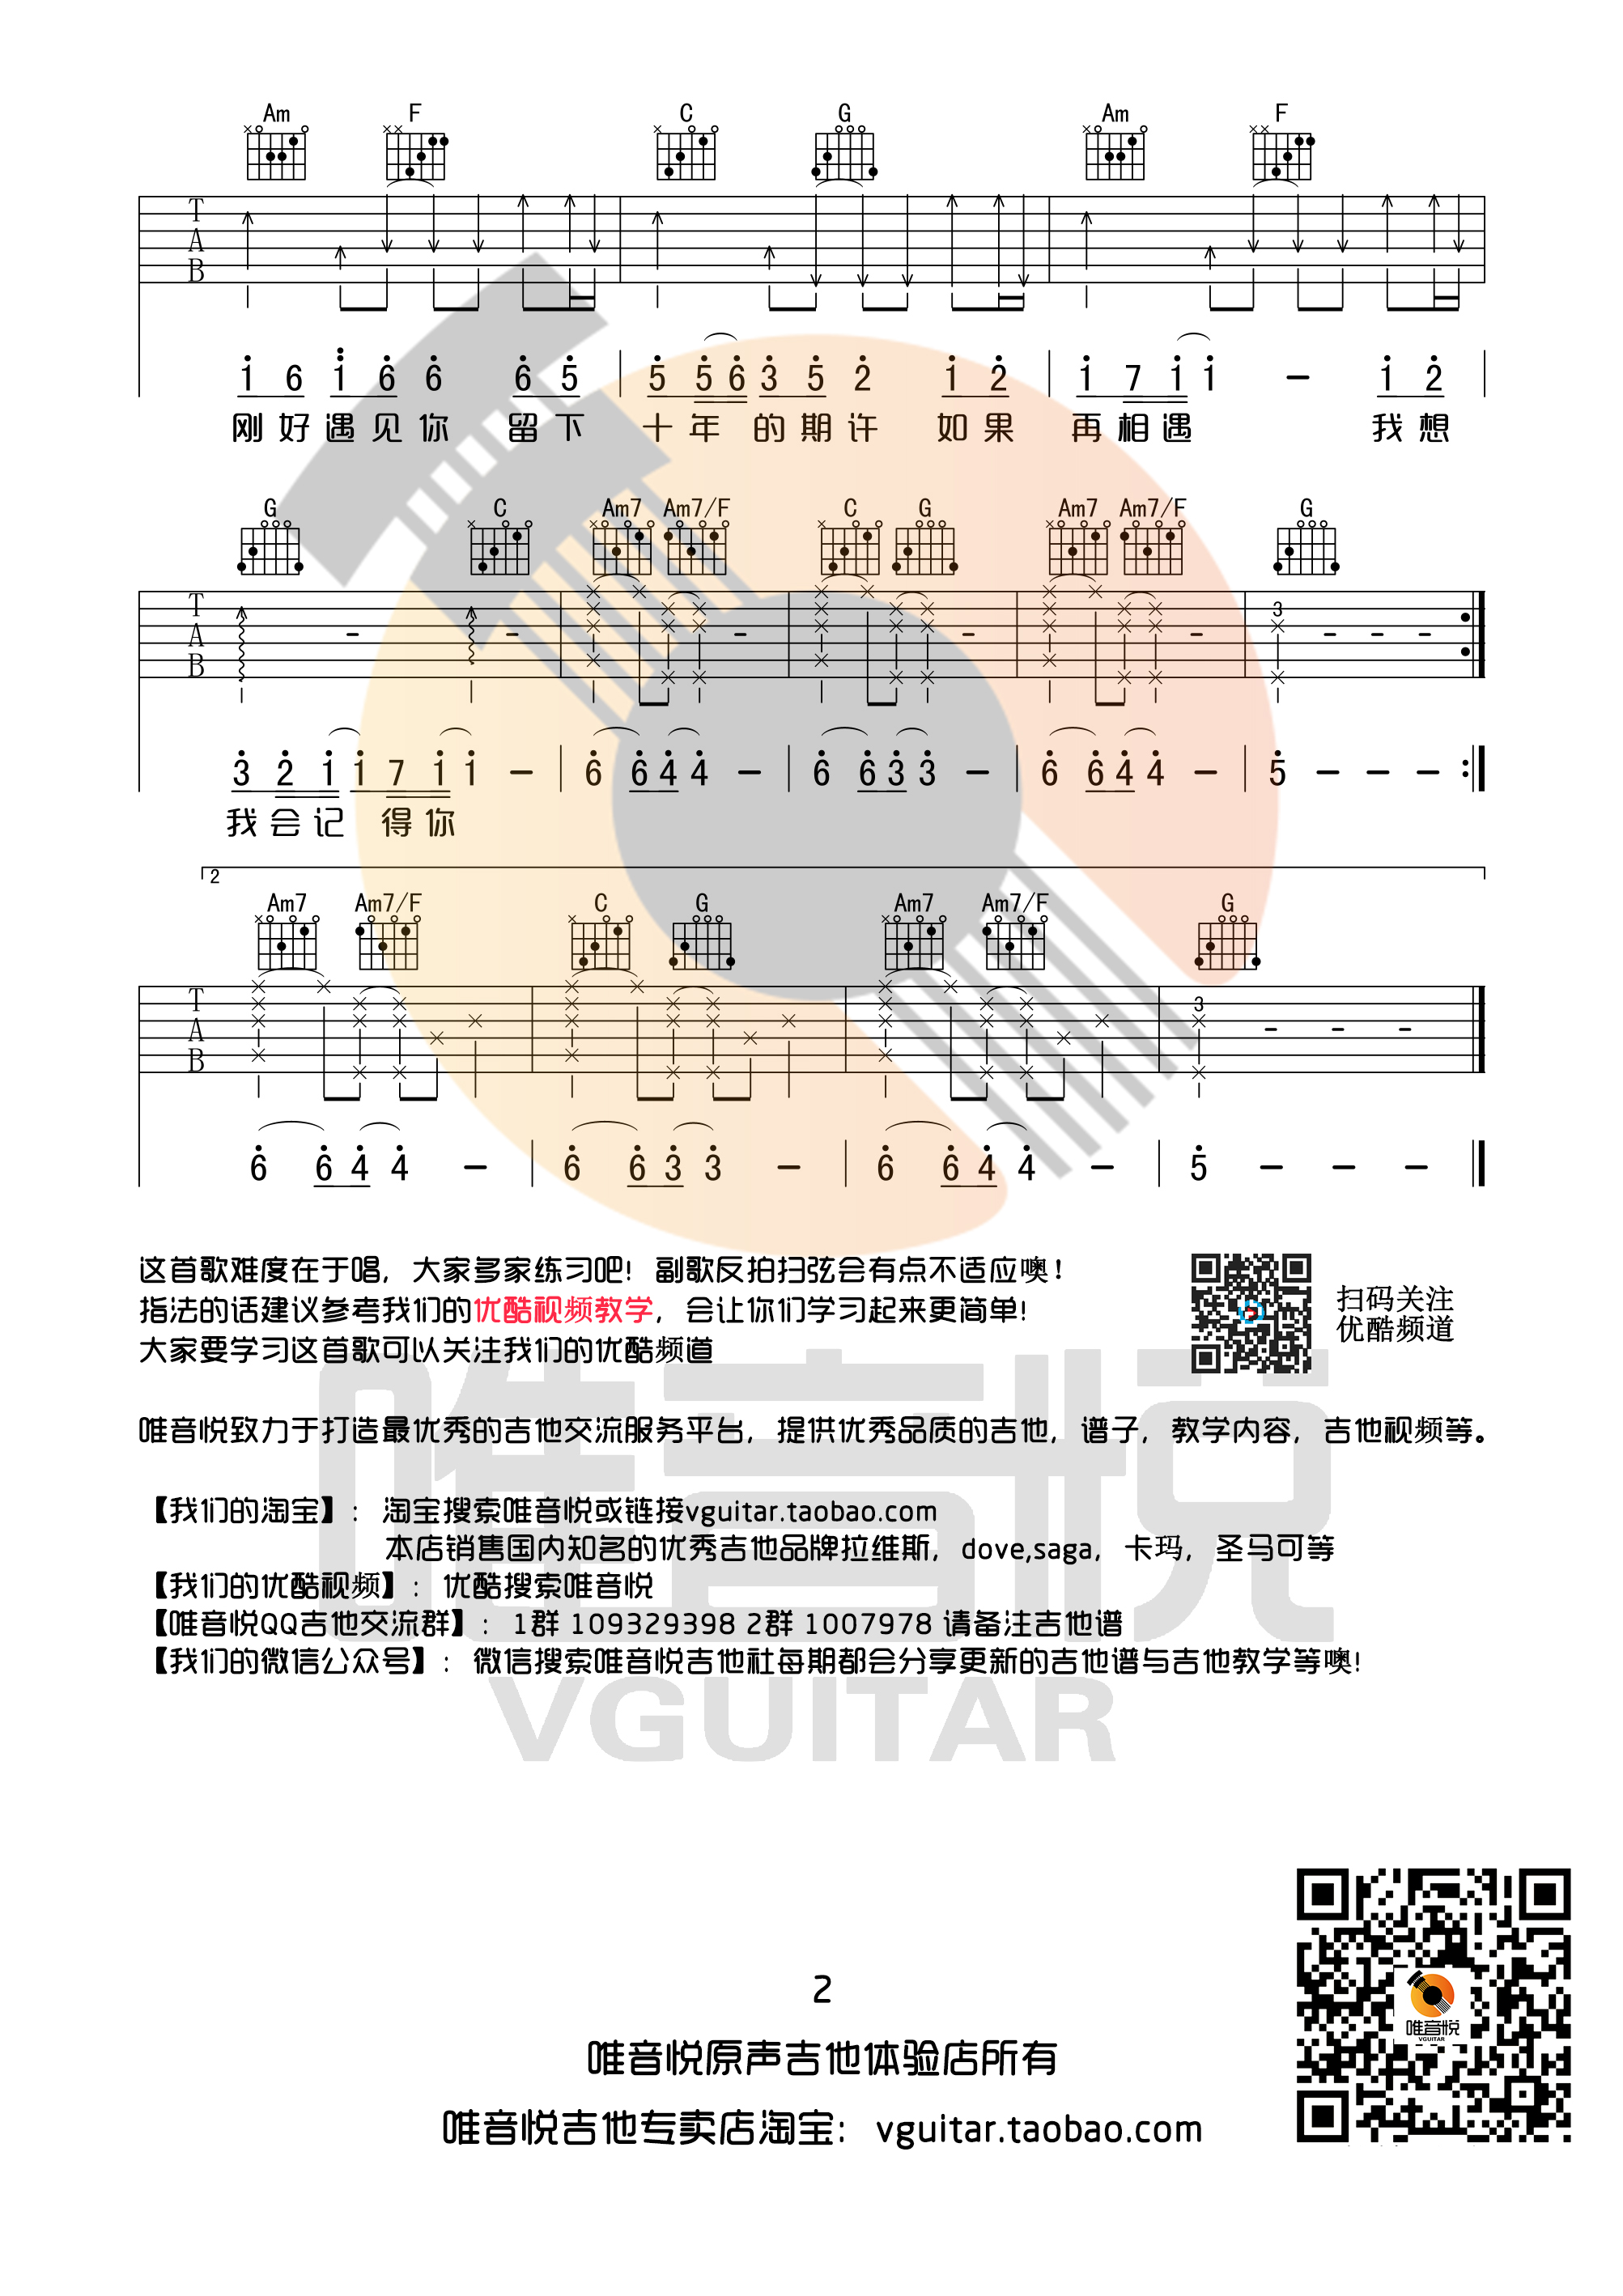 Am F C G Am F
T
A
B
1 6 1 6 6 6 5 5 5 6 3 5 2 1 2 1 7 1 1 – 1 2
刚好遇见你 留下 十年 的期许 如果 再相遇 我想
G C Am7 Am7/F C G Am7 Am7/F G
T
A
B
3
3 2 1 1 7 1 1 – 6 6 4 4 – 6 6 3 3 – 6 6 4 4 – 5 – – –
我会记 得你
2
Am7 Am7/F C G Am7 Am7/F G
T
A
B
3
6 6 4 4 – 6 6 3 3 – 6 6 4 4 – 5 – – –
这首歌难度在于唱，大家多家练习吧！副歌反拍扫弦会有点不适应噢！
指法的话建议参考我们的优酷视频教学，会让你们学习起来更简单！
大家要学习这首歌可以关注我们的优酷频道
扫码关注
优酷频道
唯音悦致力于打造最优秀的吉他交流服务平台，提供优秀品质的吉他，谱子，教学内容，吉他视频等。
【我们的淘宝】：淘宝搜索唯音悦或链接vguitar.taobao.com
本店销售国内知名的优秀吉他品牌拉维斯，dove,saga，卡玛，圣马可等
【我们的优酷视频】：优酷搜索唯音悦
【唯音悦QQ吉他交流群】：1群 109329398 2群 1007978 请备注吉他谱
【我们的微信公众号】：微信搜索唯音悦吉他社每期都会分享更新的吉他谱与吉他教学等噢！
唯音悦
VGUITAR
2
唯音悦原声吉他体验店所有
唯音悦吉他专卖店淘宝：vguitar.taobao.com
唯音悦
VGUITAR